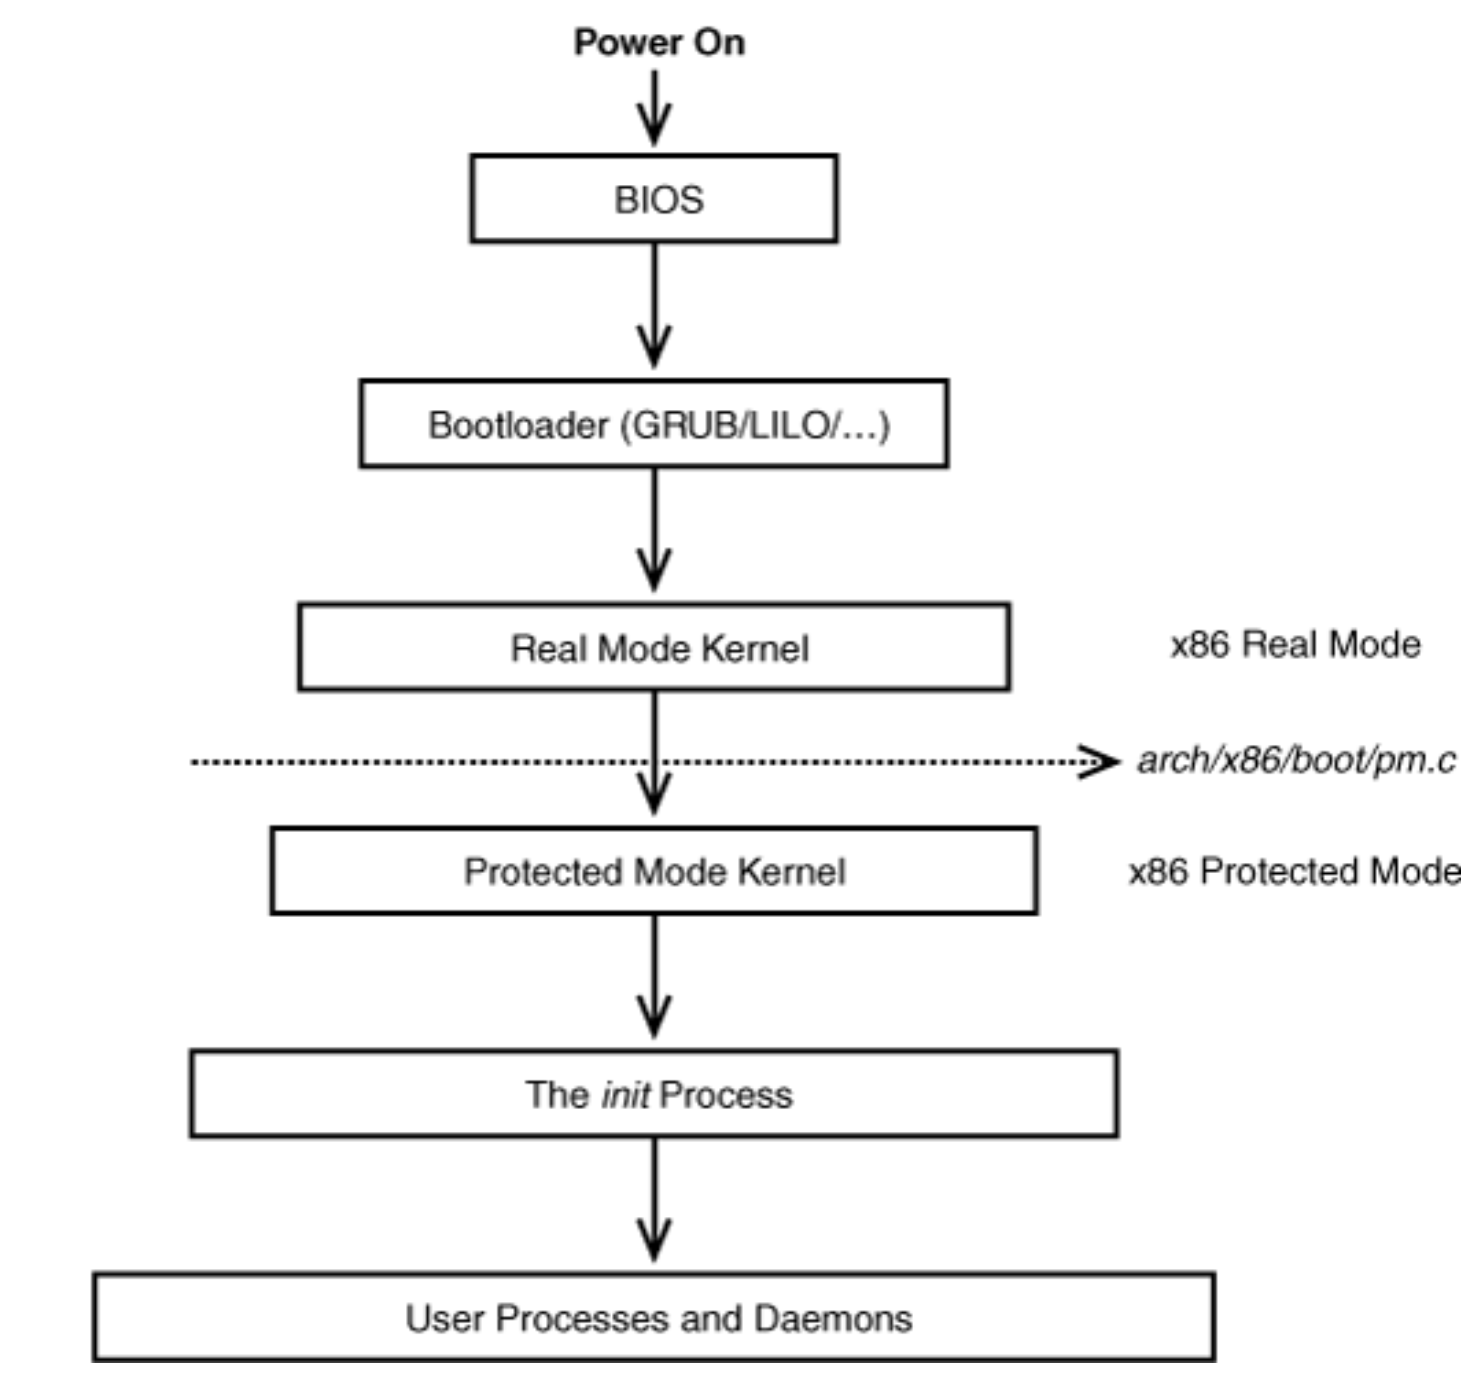 Power On
BIOS
Bootloader (GRUB/LILO/...)
Real Mode Kernel
x86 Real Mode
arch/x86/boot/pm.c
Protected Mode Kernel
x86 Protected Mode
The init Process
User Processes and Daemons